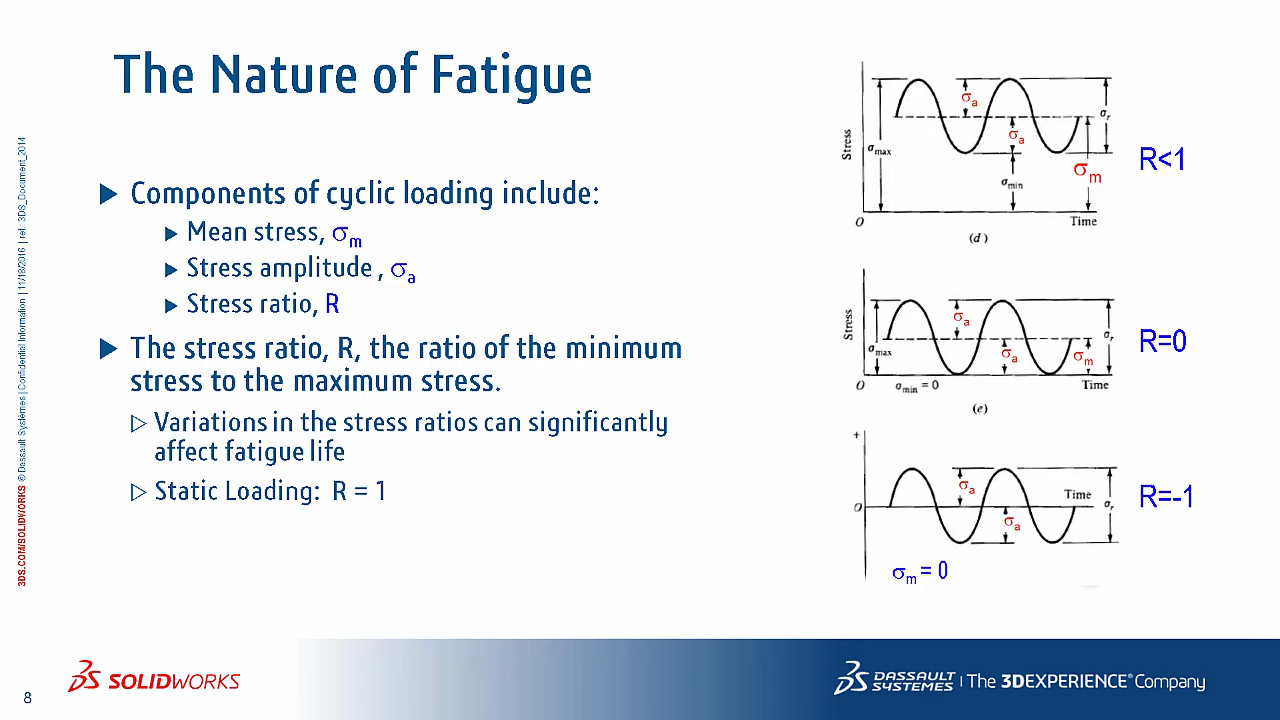 The Nature of Fatigue
Components of cyclic loading include:
Mean stress, σm
Stress amplitude , σa
Stress ratio, R
The stress ratio, R, the ratio of the minimum
stress to the maximum stress.
Variations in the stress ratios can significantly
affect fatigue life
Static Loading: R = 1
Stress
σmax
σa
σa
σmin
σr
σm
O
Time
(d)
R<1
Stress
σmax
σa
σa
σm
σr
O
σmin = 0
Time
(e)
R=0
+
O
σa
σa
Time
σr
σm = 0
R=-1
3DS.COM/SOLIDWORKS © Dassault Systèmes | Confidential Information | 11/18/2016 | ref.: 3DS_Document_2014
8
SOLIDWORKS
DASSAULT SYSTEMES | The 3DEXPERIENCE® Company